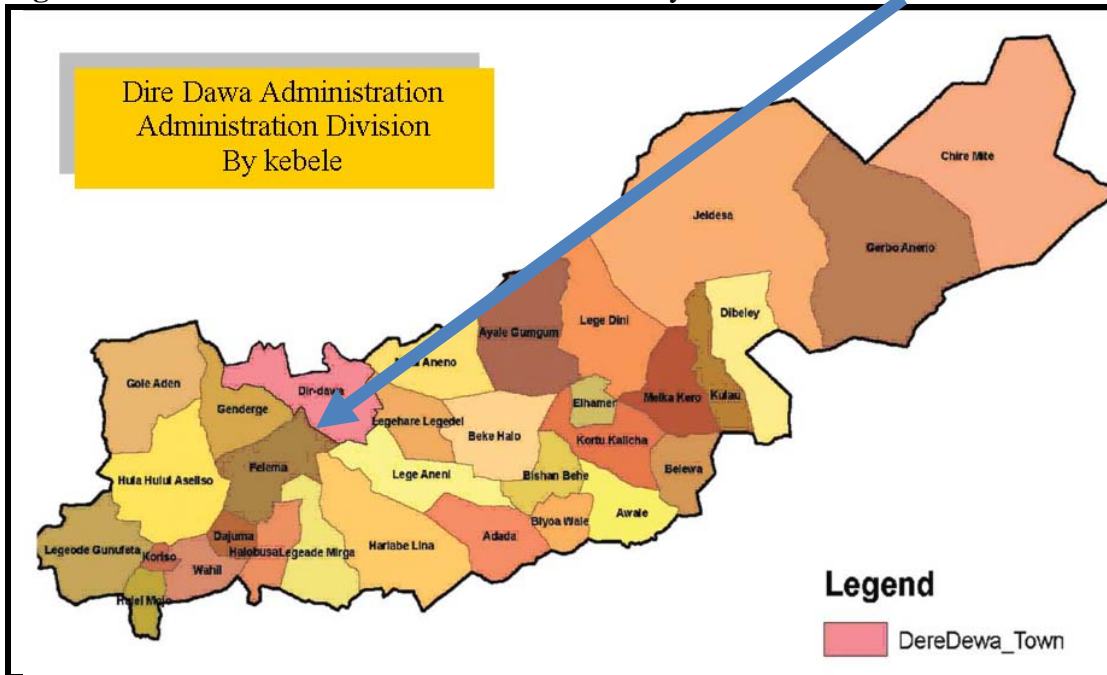 Dire Dawa Administration
Administration Division
By kebele
Chire Mite
Jeldesa
Gerbo Anerio
Dibeley
Lege Dini
Ayale Gumgum
Aneno
Gole Aden
Dir-dawa
Genderge
Elhamer
Melka Kero
Kulau
Legehare Legedel
Beke Halo
Kortu Kalicha
Felema
Lege Aneni
Bishan Behe
Belewa
Hula Hulul Aseliso
Awale
Biyoa Wale
Dajuma
Adada
Legeode Gunufeta
Koriso
Halobusa
Legeade Mirga
Harlabe Lina
Wahil
Legend
DereDewa_Town